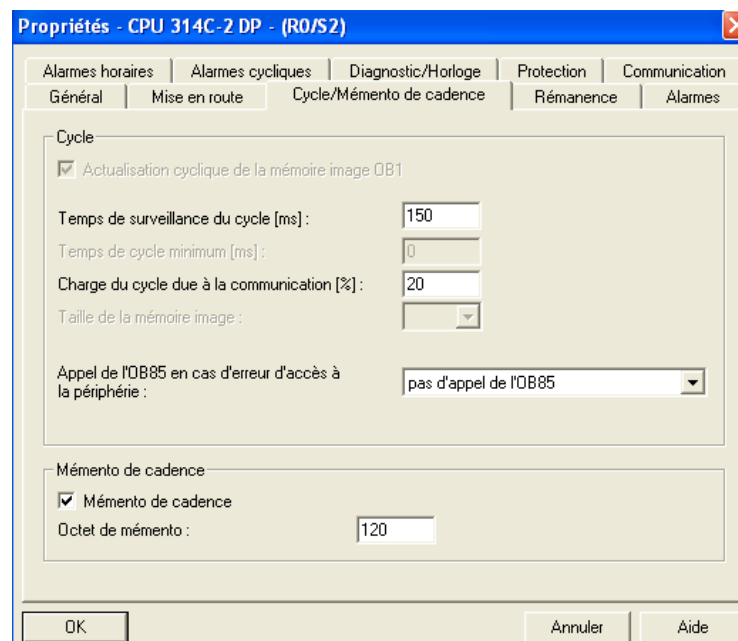 Propriétés - CPU 314C-2 DP - (R0/S2)
Alarmes horaires Alarmes cycliques Diagnostic/Horloge Protection Communication
Général Mise en route Cycle/Mémento de cadence Rémanence Alarmes
Cycle
Actualisation cyclique de la mémoire image OB1
Temps de surveillance du cycle [ms] : 150
Temps de cycle minimum [ms] : 0
Charge du cycle due à la communication [%] : 20
Taille de la mémoire image :
Appel de l'OB85 en cas d'erreur d'accès à
la périphérie : pas d'appel de l'OB85
Mémento de cadence
Mémento de cadence
Octet de mémento : 120
OK Annuler Aide